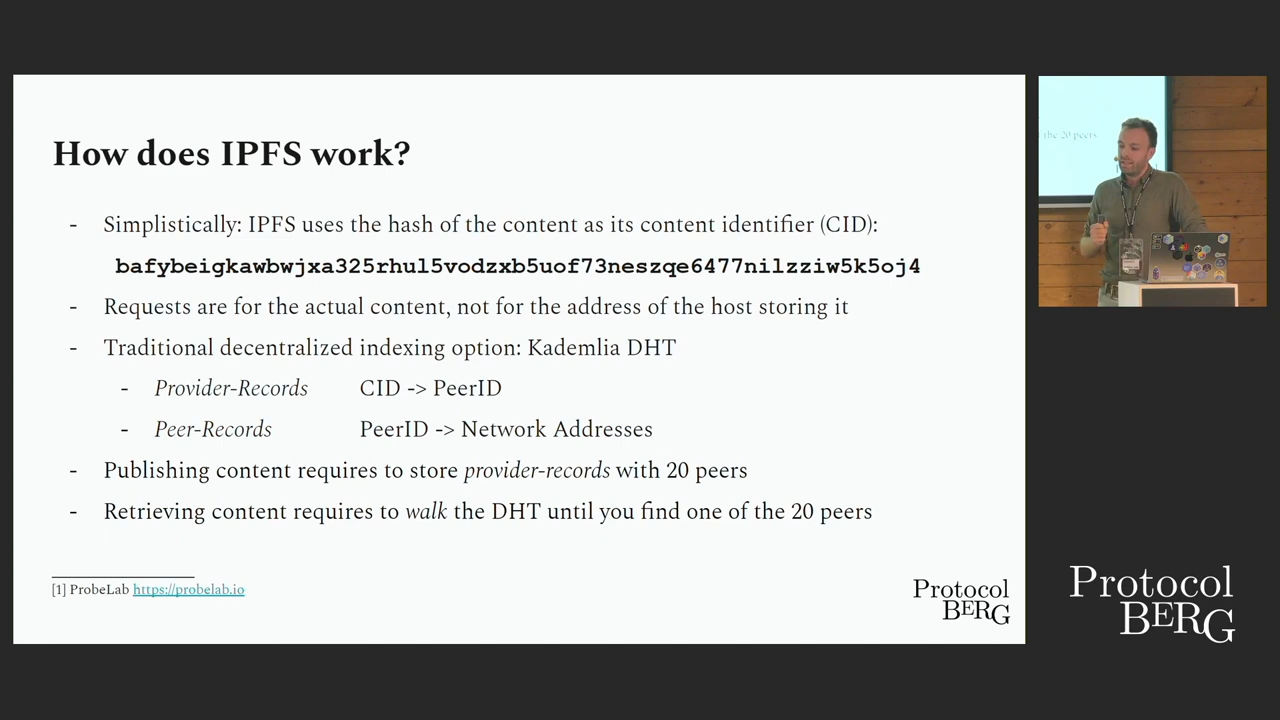 How does IPFS work?
- Simplistically: IPFS uses the hash of the content as its content identifier (CID):
bafybeigkawbwjxa325rhul5vodzxb5uof73neszqe6477nilzziw5k5oj4
- Requests are for the actual content, not for the address of the host storing it
- Traditional decentralized indexing option: Kademlia DHT
- Provider-Records CID -> PeerID
- Peer-Records PeerID -> Network Addresses
- Publishing content requires to store provider-records with 20 peers
- Retrieving content requires to walk the DHT until you find one of the 20 peers
[1] ProbeLab https://probelab.io
Protocol
BERG
the 20 peers
Protocol
BERG